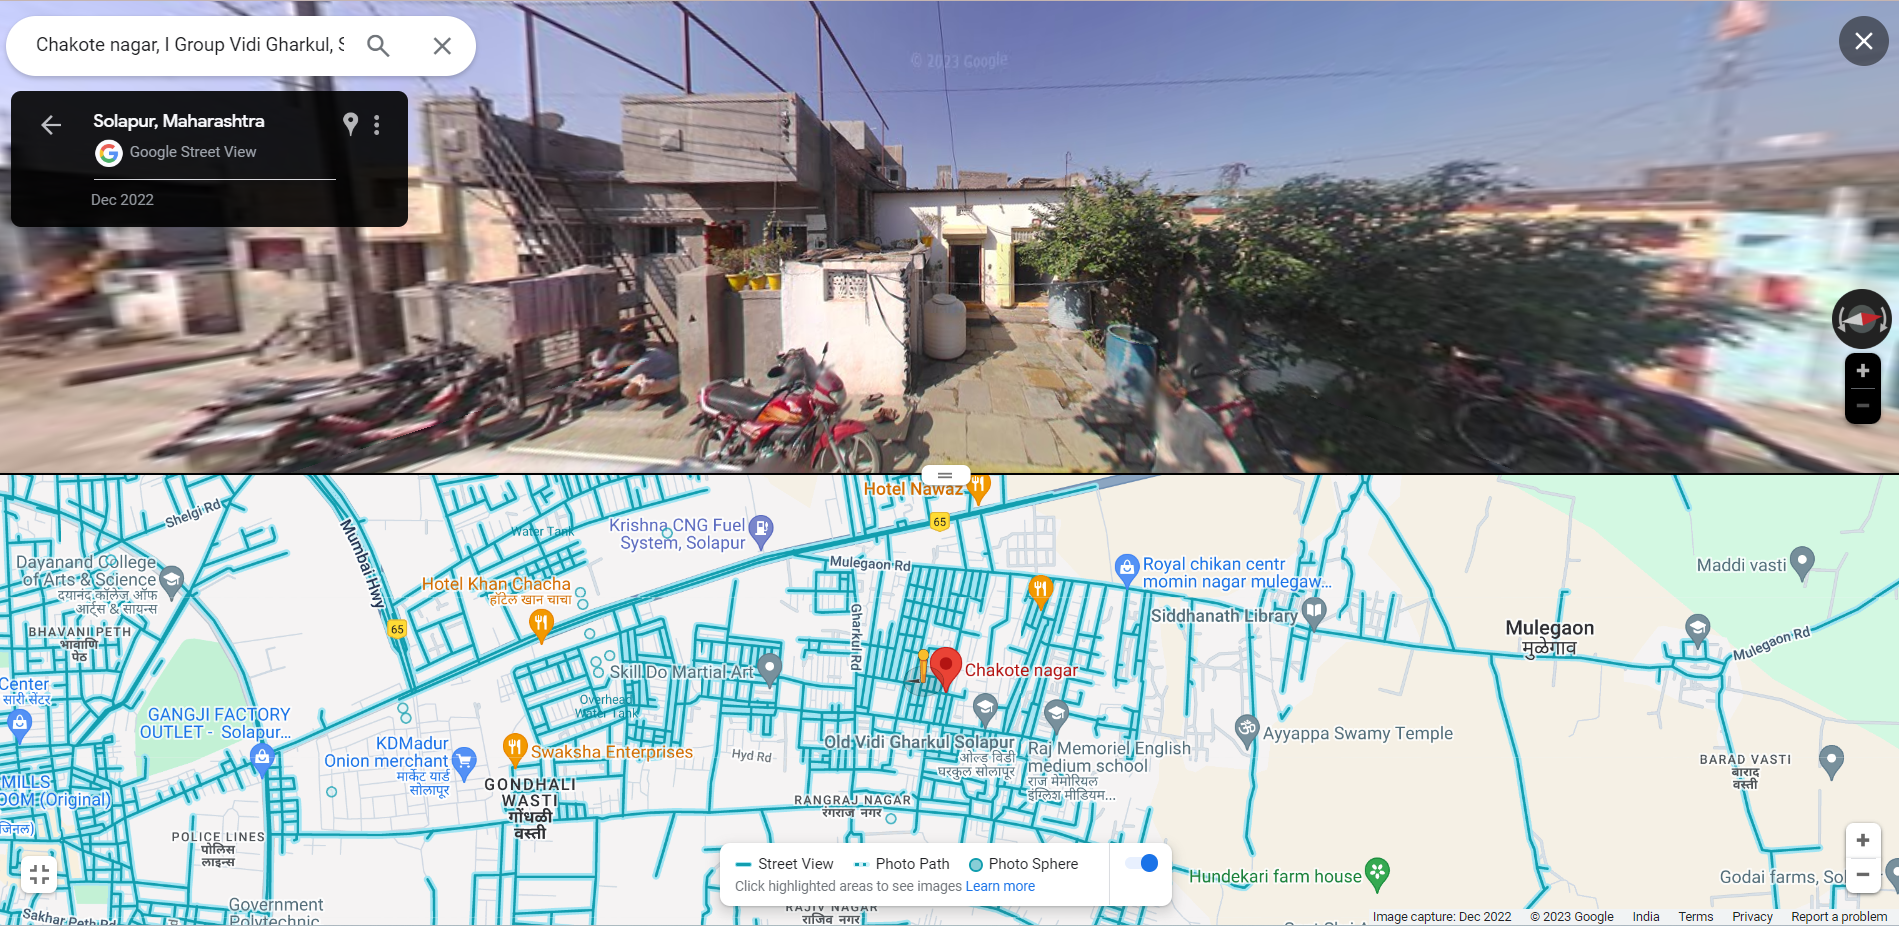 Chakote nagar, I Group Vidi Gharkul, S
© 2023 Google
Solapur, Maharashtra
Google Street View
Dec 2022
Hotel Nawaz
65
Shelgi Rd
Mumbai Hwy
Water Tank
Krishna CNG Fuel
System, Solapur
Mulegaon Rd
Dayanand College
of Arts & Science
दयानंद कॉलेज ऑफ
आर्ट्स & सायन्स
Hotel Khan Chacha
हॉटेल खान चाचा
Royal chikan centr
momin nagar mulegaw...
Maddi vasti
65
BHAVANI PETH
भावाणि
पेठ
Gharkul Rd
Siddhanath Library
Mulegaon
मुळेगाव
Mulegaon Rd
Skill Do Martial Art
Chakote nagar
Center
सारी सेंटर
Overhead
Water Tank
GANGJI FACTORY
OUTLET - Solapur...
KDMadur
Onion merchant
मार्केट यार्ड
सोलापूर
Swaksha Enterprises
Hyd Rd
Old Vidi Gharkul Solapur
ओल्ड विडी
घरकुल सोलापूर
Raj Memoriel English
medium school
राज मेमोरियल
इंग्लिश मीडियम...
Ayyappa Swamy Temple
BARAD VASTI
बाराद
वस्ती
MILLS
OOM (Original)
जिनल)
GONDHALI
WASTI
गोंधळी
वस्ती
RANGRAJ NAGAR
रंगराज नगर
POLICE LINES
पोलिस
लाइन्स
Street View
Photo Path
Photo Sphere
Click highlighted areas to see images Learn more
Hundekari farm house
Godai farms, So
Government
Polytechnic
RAJIV NAGAR
राजिव नगर
Sakhar Peth Rd
Image capture: Dec 2022
© 2023 Google
India
Terms
Privacy
Report a problem